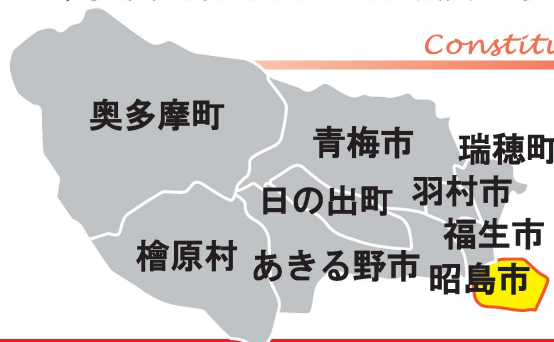 Constitu
奥多摩町
青梅市
瑞穂町
日の出町
羽村市
福生市
檜原村
あきる野市
昭島市